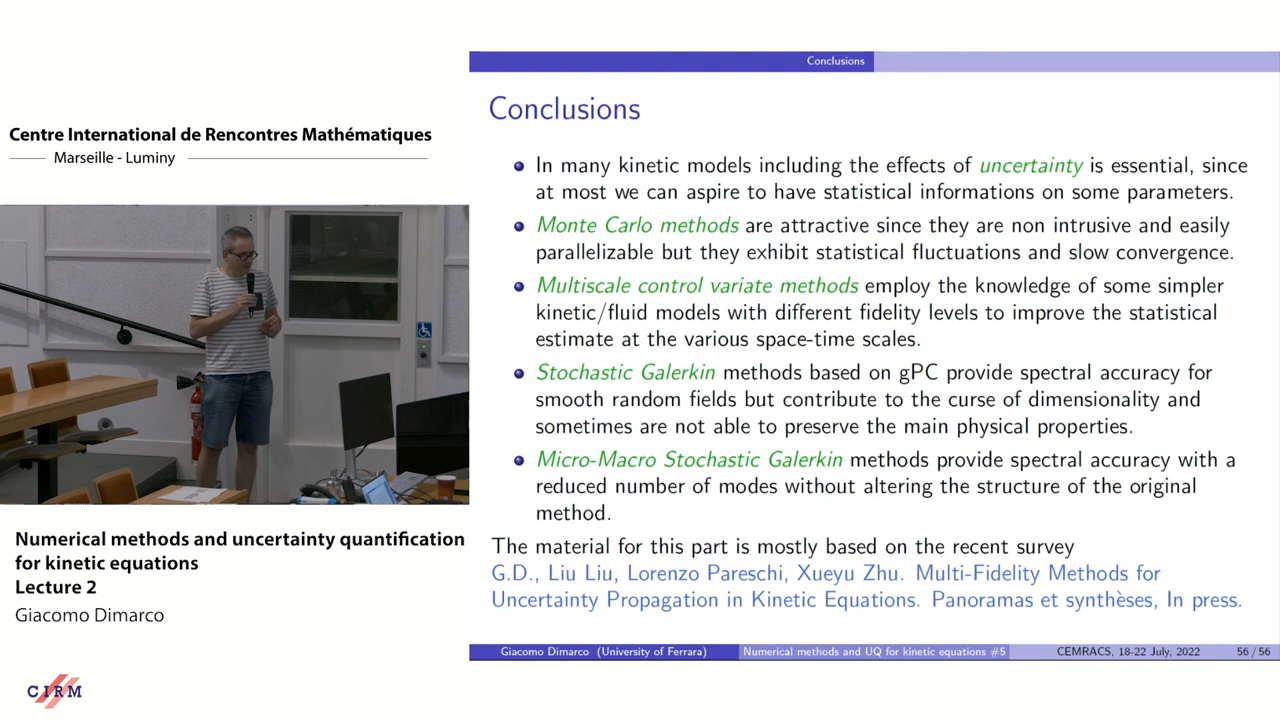 Centre International de Rencontres Mathématiques
Marseille - Luminy
Numerical methods and uncertainty quantification
for kinetic equations
Lecture 2
Giacomo Dimarco
CIRM
Conclusions
Conclusions
In many kinetic models including the effects of uncertainty is essential, since
at most we can aspire to have statistical informations on some parameters.
Monte Carlo methods are attractive since they are non intrusive and easily
parallelizable but they exhibit statistical fluctuations and slow convergence.
Multiscale control variate methods employ the knowledge of some simpler
kinetic/fluid models with different fidelity levels to improve the statistical
estimate at the various space-time scales.
Stochastic Galerkin methods based on gPC provide spectral accuracy for
smooth random fields but contribute to the curse of dimensionality and
sometimes are not able to preserve the main physical properties.
Micro-Macro Stochastic Galerkin methods provide spectral accuracy with a
reduced number of modes without altering the structure of the original
method.
The material for this part is mostly based on the recent survey
G.D., Liu Liu, Lorenzo Pareschi, Xueyu Zhu. Multi-Fidelity Methods for
Uncertainty Propagation in Kinetic Equations. Panoramas et synthèses, In press.
Giacomo Dimarco (University of Ferrara) Numerical methods and UQ for kinetic equations #5 CEMRACS, 18-22 July, 2022 56 / 56